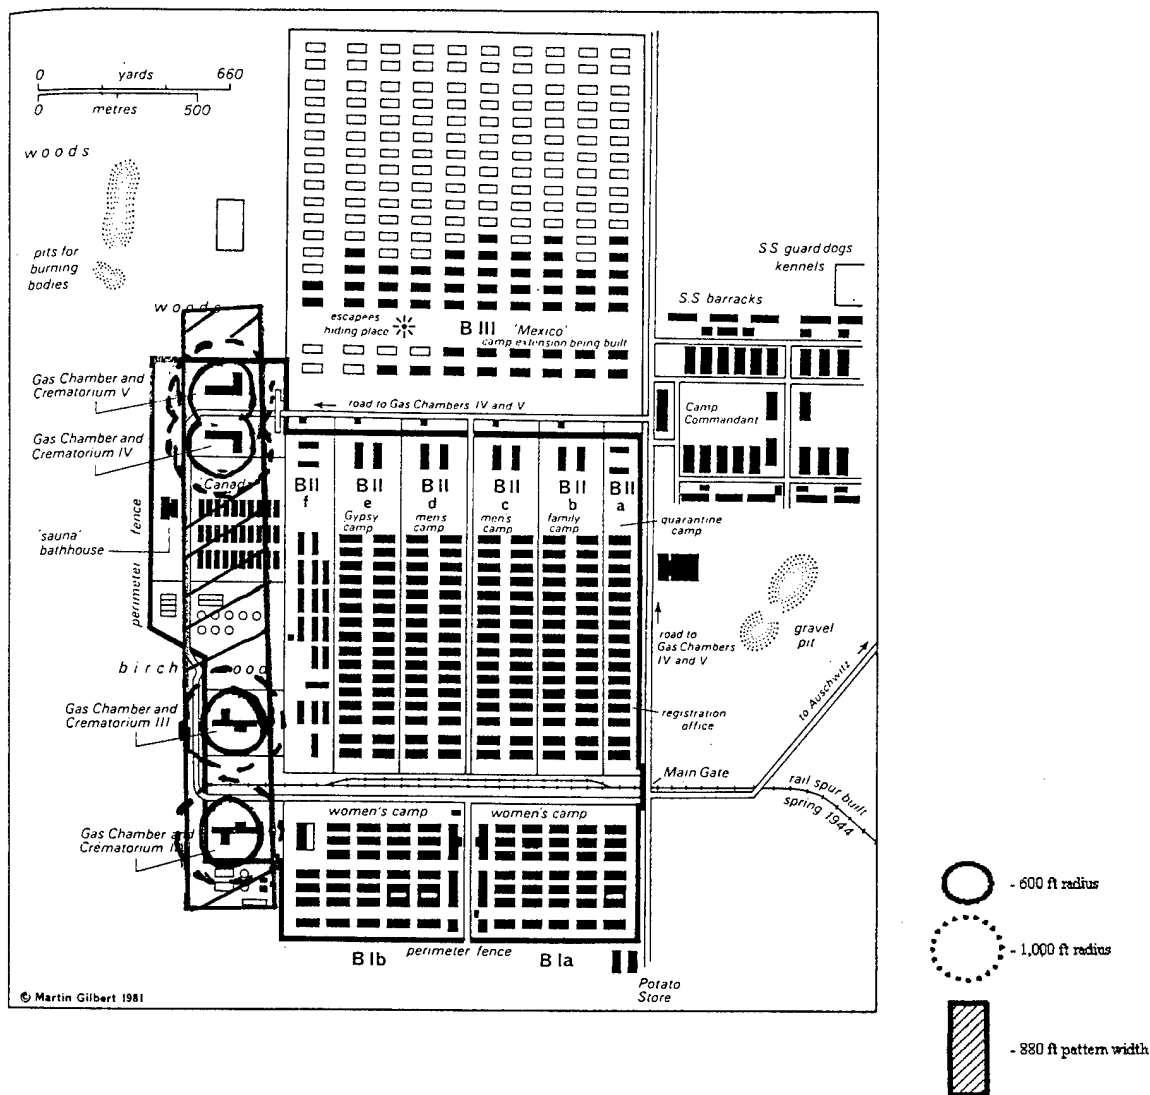 0 yards 660
0 metres 500
woods
pits for
burning
bodies
woods
S.S guard dogs
kennels
S.S barracks
escapees
hiding place
B III 'Mexico'
camp extension being built
Gas Chamber and
Crematorium V
road to Gas Chambers IV and V
Camp
Commandant
Gas Chamber and
Crematorium IV
'Canada
B II
f
B II
e
Gypsy
camp
B II
d
men's
camp
B II
c
men's
camp
B II
b
family
camp
B II
a
quarantine
camp
'sauna'
bathhouse
perimeter fence
gravel
pit
road to
Gas Chambers
IV and V
birch ood
Gas Chamber and
Crematorium III
registration
office
to Auschwitz
Main Gate
rail spur built
spring 1944
women's camp
women's camp
Gas Chamber and
Crematorium
B Ib
perimeter fence
B Ia
Potato
Store
© Martin Gilbert 1981
- 600 ft radius
- 1,000 ft radius
- 880 ft pattern width